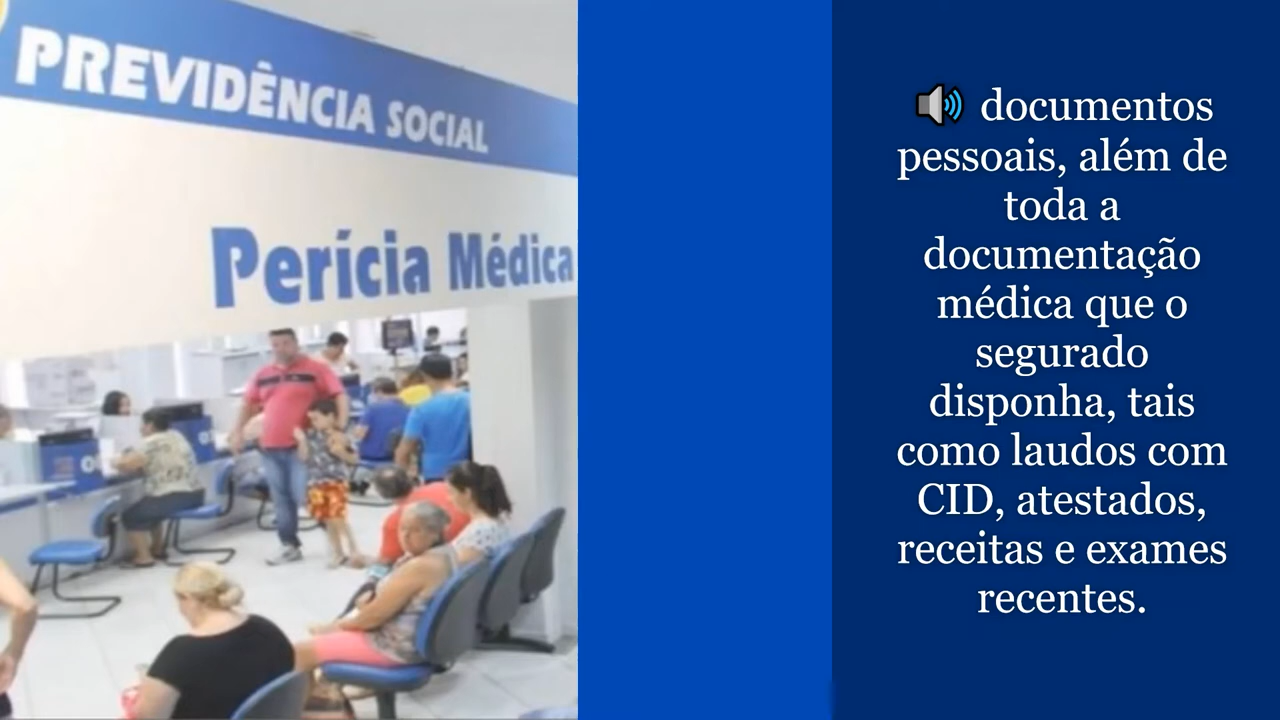 PREVIDÊNCIA SOCIAL
Perícia Médica
🔊 documentos
pessoais, além de
toda a
documentação
médica que o
segurado
disponha, tais
como laudos com
CID, atestados,
receitas e exames
recentes.